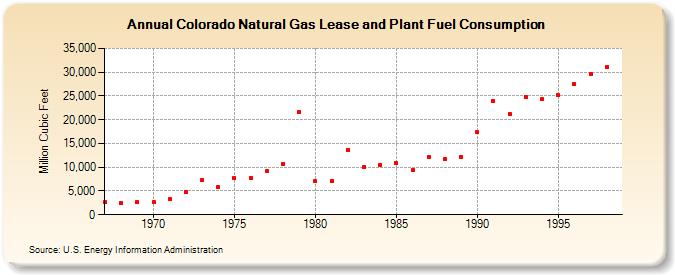 Annual Colorado Natural Gas Lease and Plant Fuel Consumption
Million Cubic Feet
35,000
30,000
25,000
20,000
15,000
10,000
5,000
0
1970 1975 1980 1985 1990 1995
Source: U.S. Energy Information Administration